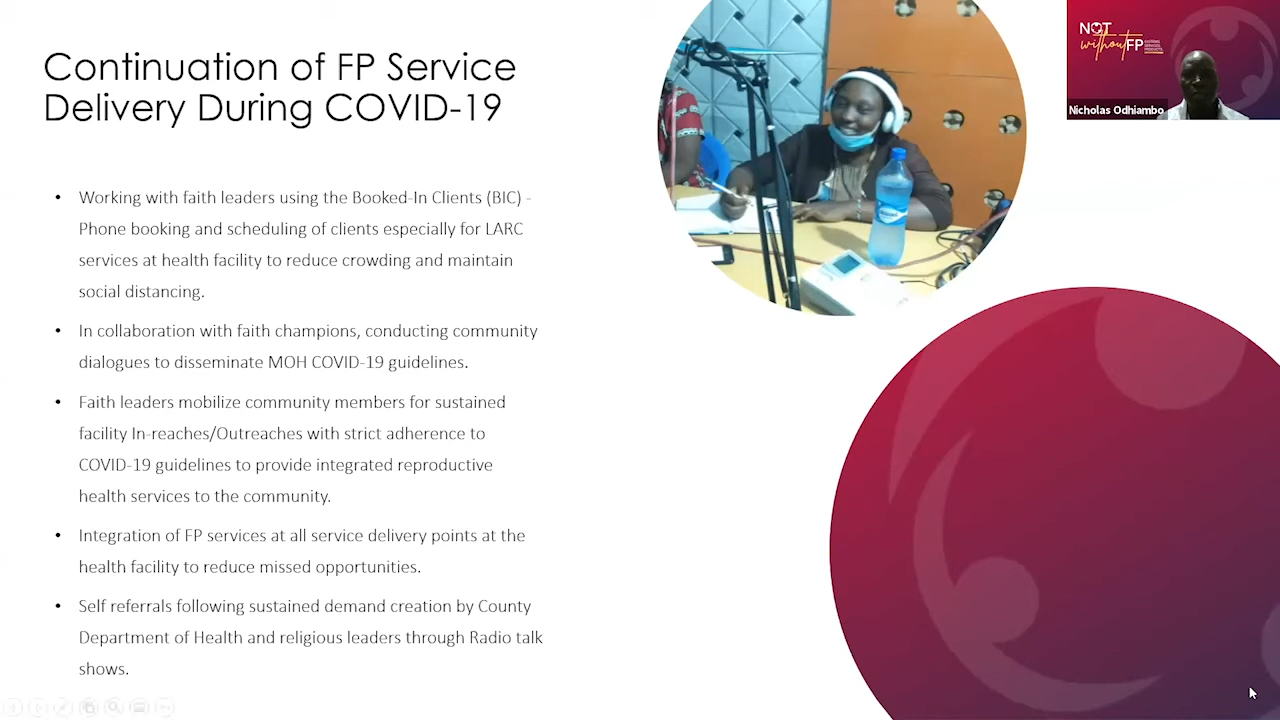 Continuation of FP Service
Delivery During COVID-19
• Working with faith leaders using the Booked-In Clients (BIC) -
Phone booking and scheduling of clients especially for LARC
services at health facility to reduce crowding and maintain
social distancing.
• In collaboration with faith champions, conducting community
dialogues to disseminate MOH COVID-19 guidelines.
• Faith leaders mobilize community members for sustained
facility In-reaches/Outreaches with strict adherence to
COVID-19 guidelines to provide integrated reproductive
health services to the community.
• Integration of FP services at all service delivery points at the
health facility to reduce missed opportunities.
• Self referrals following sustained demand creation by County
Department of Health and religious leaders through Radio talk
shows.
NOT
withoutFP
Nicholas Odhiambo